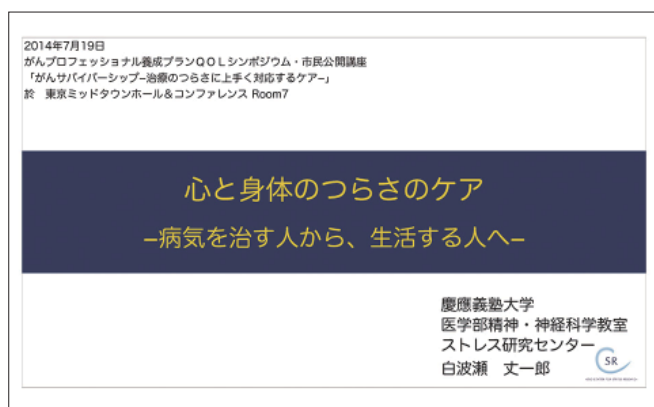 2014年7月19日
がんプロフェッショナル養成プランQOLシンポジウム・市民公開講座
「がんサバイバーシップ–治療のつらさに上手く対応するケア–」
於　東京ミッドタウンホール&コンファレンス Room7
心と身体のつらさのケア
–病気を治す人から、生活する人へ–
慶應義塾大学
医学部精神・神経科学教室
ストレス研究センター
白波瀬　丈一郎
SR